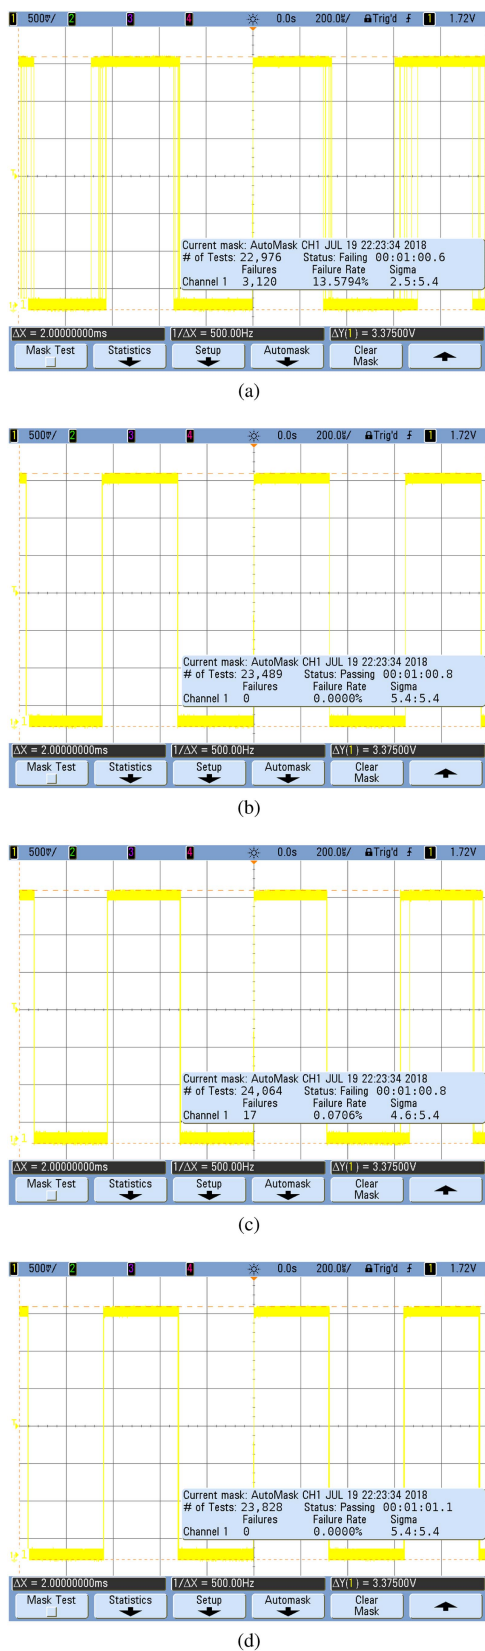 1 500▿/ 2 3 4 0.0s 200.0▿/ Trig'd 1 1.72V
Current mask: AutoMask CH1 JUL 19 22:23:34 2018
# of Tests: 22,976 Status: Failing 00:01:00.6
Failures Failure Rate Sigma
Channel 1 3,120 13.5794% 2.5:5.4
ΔX = 2.00000000ms 1/ΔX = 500.00Hz ΔY(1) = 3.37500V
Mask Test Statistics Setup Automask Clear Mask
(a)
1 500▿/ 2 3 4 0.0s 200.0▿/ Trig'd 1 1.72V
Current mask: AutoMask CH1 JUL 19 22:23:34 2018
# of Tests: 23,489 Status: Passing 00:01:00.8
Failures Failure Rate Sigma
Channel 1 0 0.0000% 5.4:5.4
ΔX = 2.00000000ms 1/ΔX = 500.00Hz ΔY(1) = 3.37500V
Mask Test Statistics Setup Automask Clear Mask
(b)
1 500▿/ 2 3 4 0.0s 200.0▿/ Trig'd 1 1.72V
Current mask: AutoMask CH1 JUL 19 22:23:34 2018
# of Tests: 24,064 Status: Failing 00:01:00.8
Failures Failure Rate Sigma
Channel 1 17 0.0706% 4.6:5.4
ΔX = 2.00000000ms 1/ΔX = 500.00Hz ΔY(1) = 3.37500V
Mask Test Statistics Setup Automask Clear Mask
(c)
1 500▿/ 2 3 4 0.0s 200.0▿/ Trig'd 1 1.72V
Current mask: AutoMask CH1 JUL 19 22:23:34 2018
# of Tests: 23,828 Status: Passing 00:01:01.1
Failures Failure Rate Sigma
Channel 1 0 0.0000% 5.4:5.4
ΔX = 2.00000000ms 1/ΔX = 500.00Hz ΔY(1) = 3.37500V
Mask Test Statistics Setup Automask Clear Mask
(d)